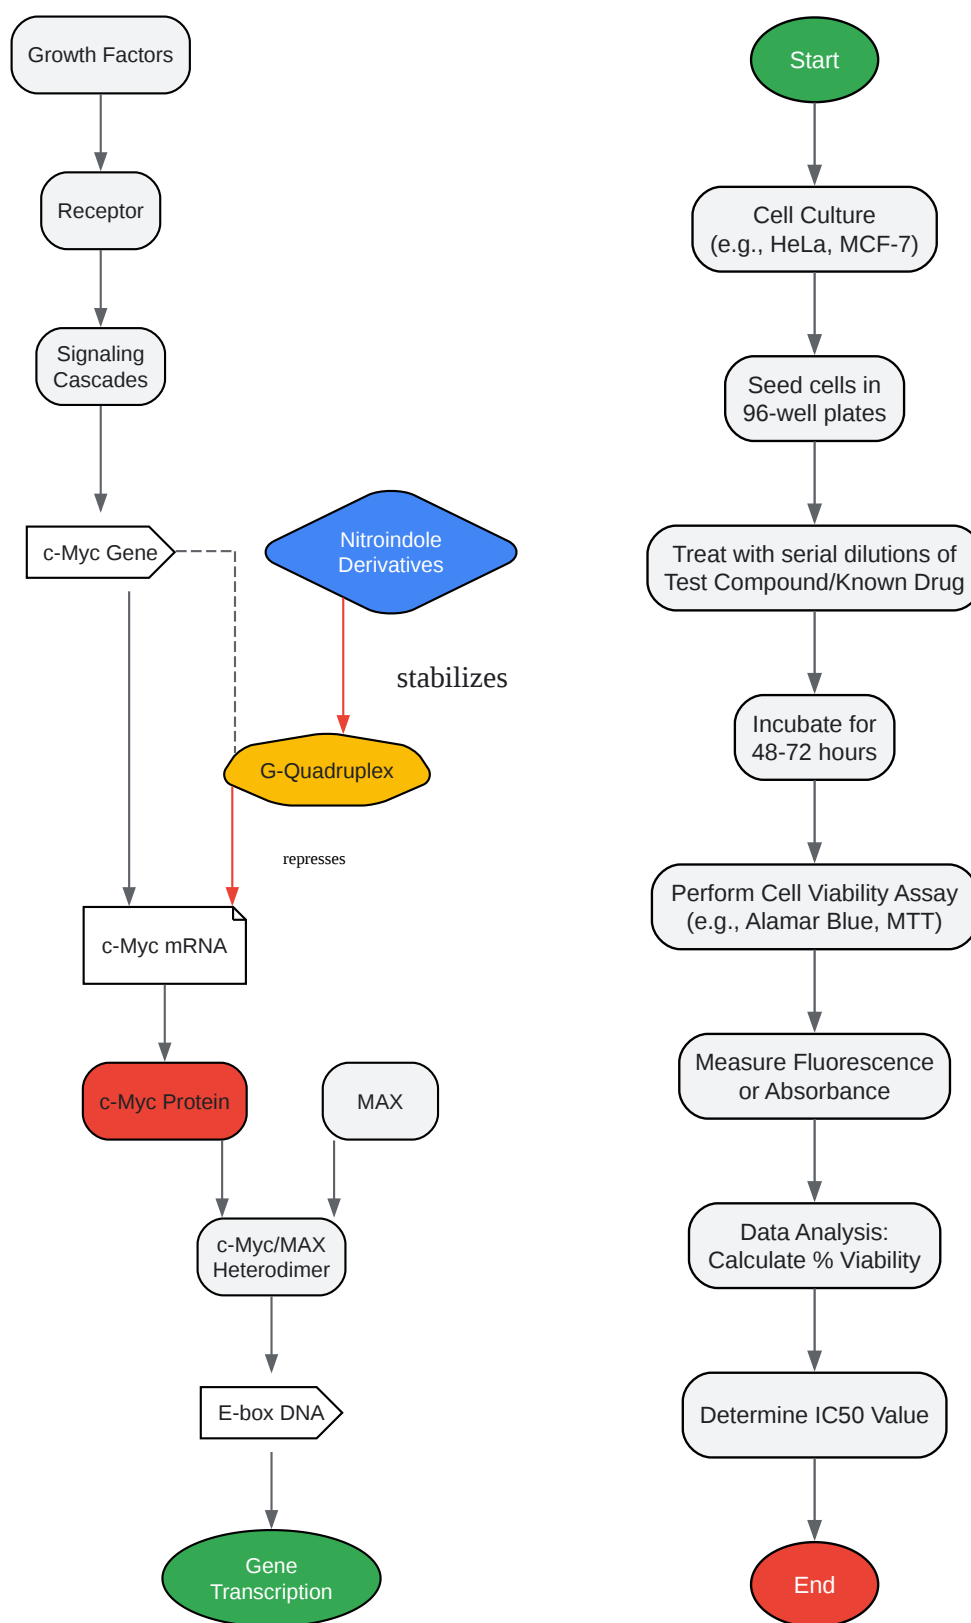 Growth Factors
Receptor
Signaling
Cascades
c-Myc Gene
Nitroindole
Derivatives
stabilizes
G-Quadruplex
represses
c-Myc mRNA
c-Myc Protein
MAX
c-Myc/MAX
Heterodimer
E-box DNA
Gene
Transcription
Start
Cell Culture
(e.g., HeLa, MCF-7)
Seed cells in
96-well plates
Treat with serial dilutions of
Test Compound/Known Drug
Incubate for
48-72 hours
Perform Cell Viability Assay
(e.g., Alamar Blue, MTT)
Measure Fluorescence
or Absorbance
Data Analysis:
Calculate % Viability
Determine IC50 Value
End